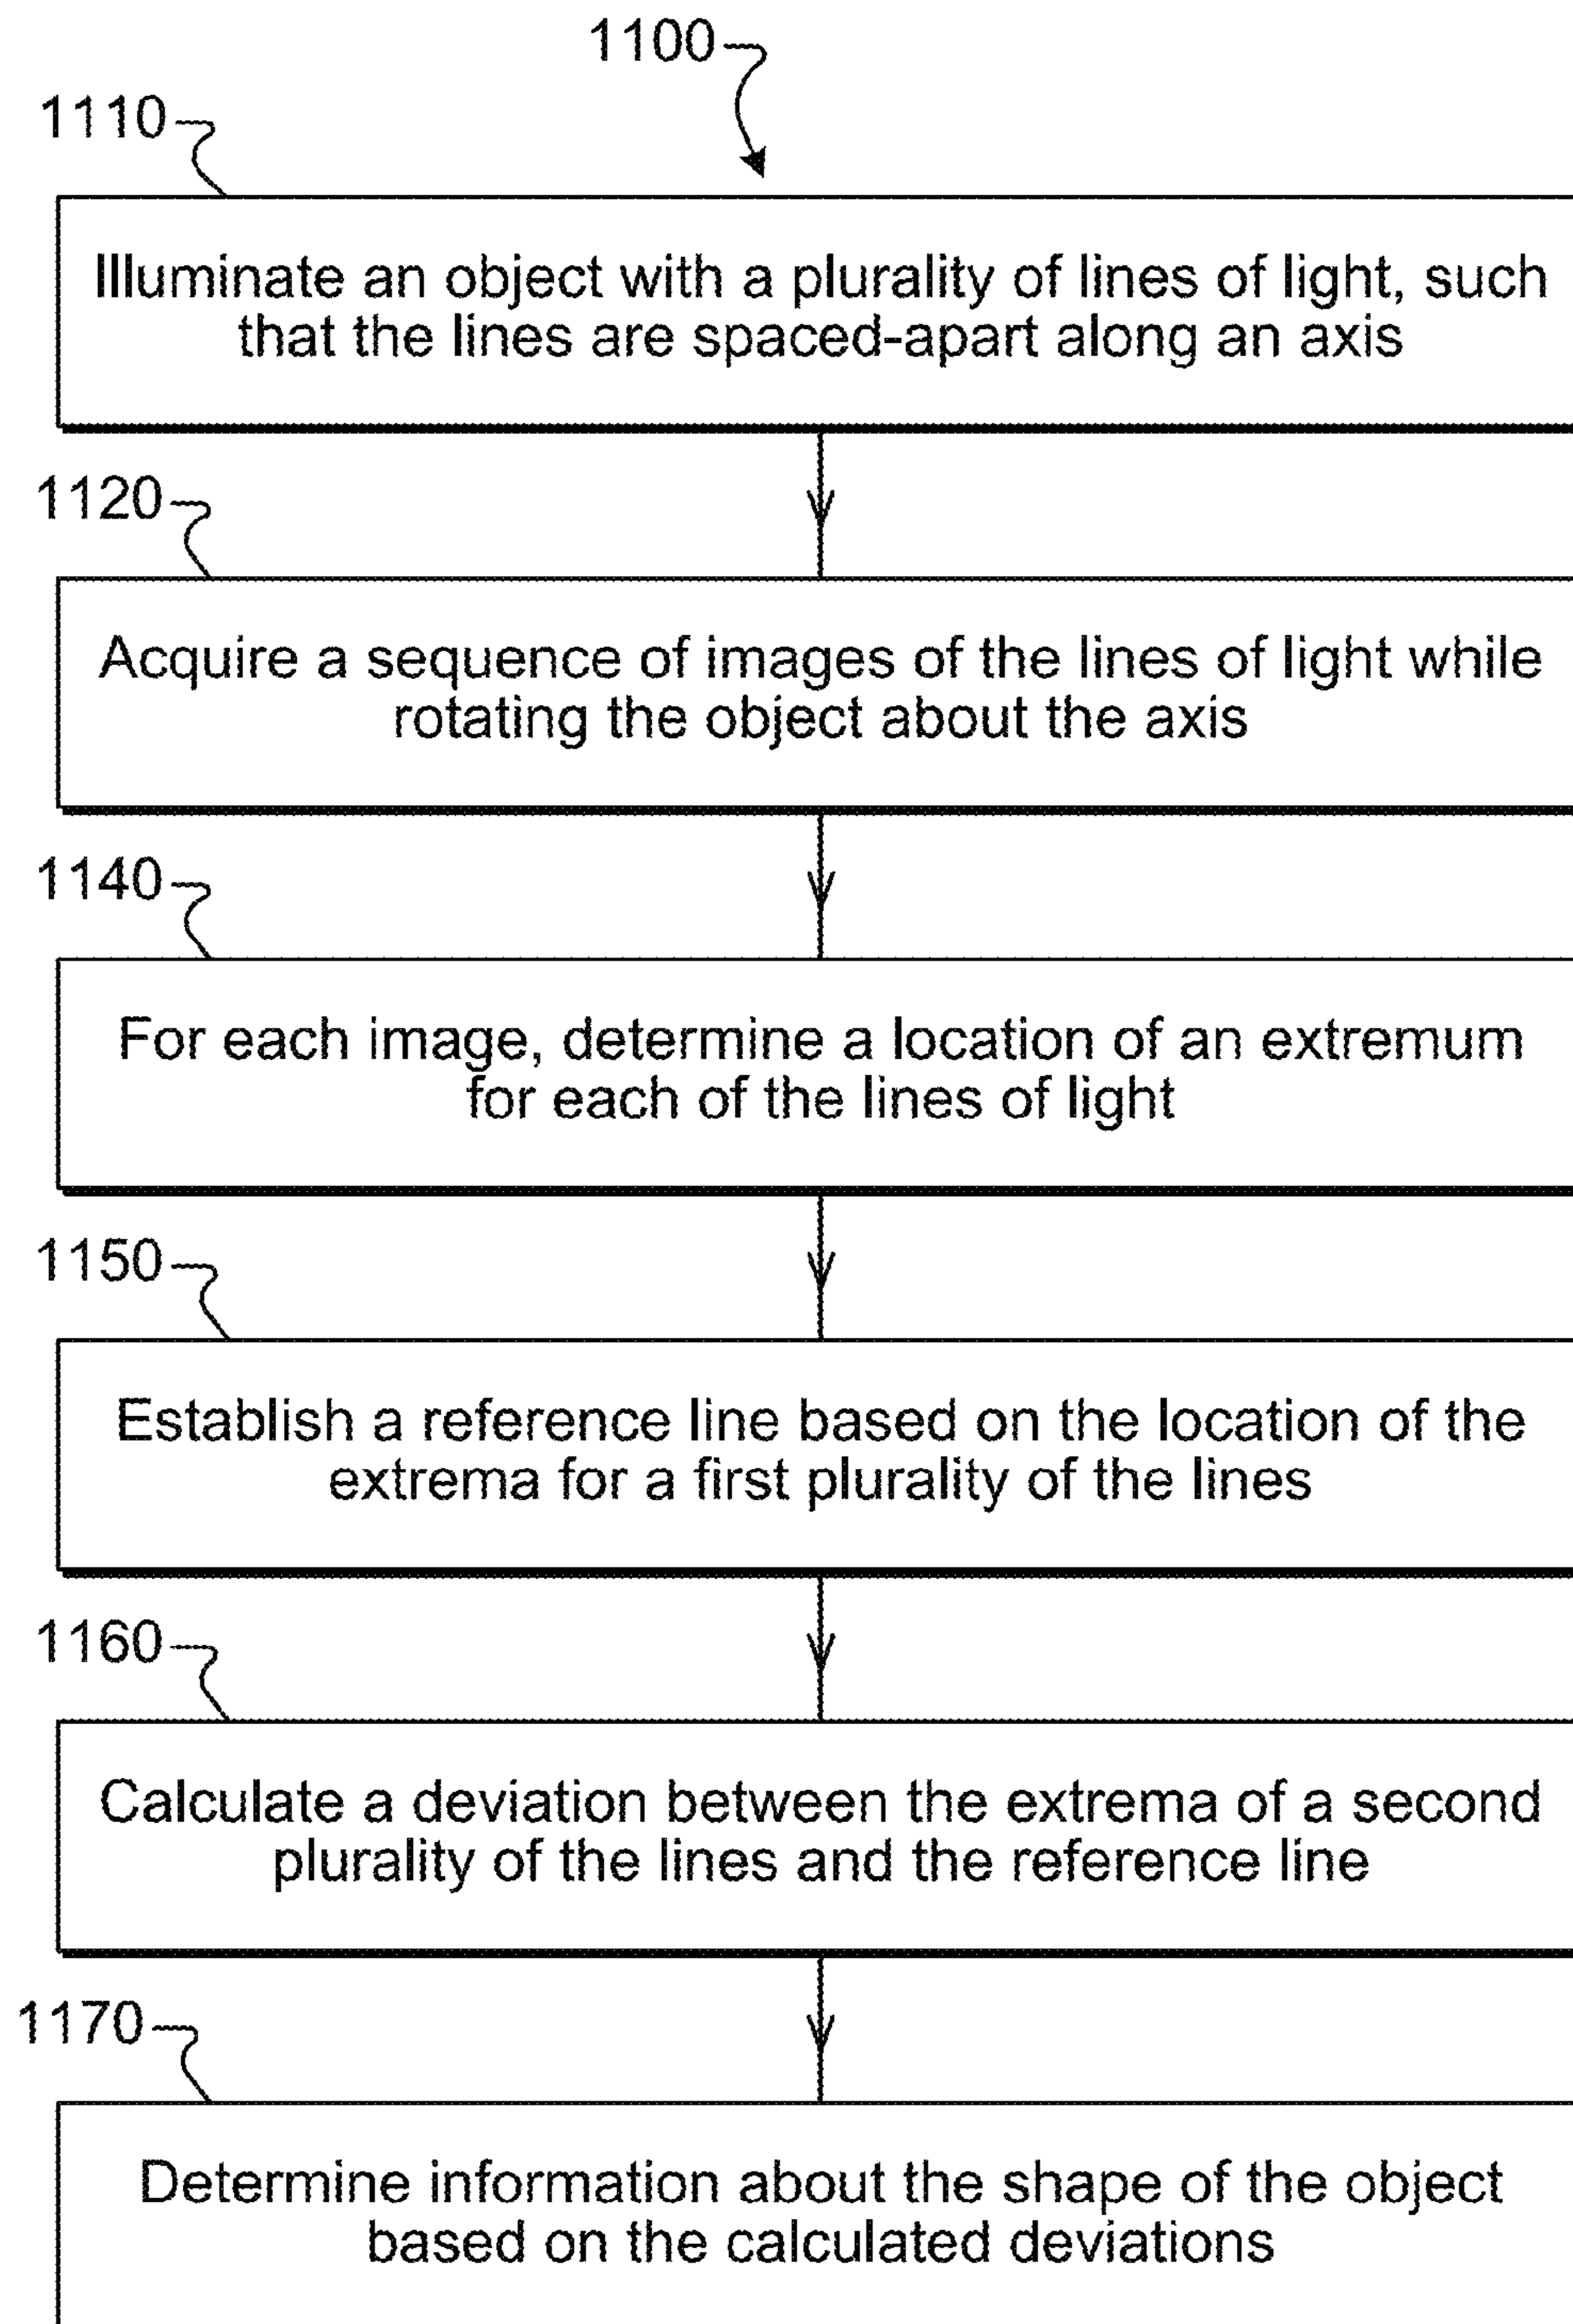 1100
1110
Illuminate an object with a plurality of lines of light, such
that the lines are spaced-apart along an axis
1120
Acquire a sequence of images of the lines of light while
rotating the object about the axis
1140
For each image, determine a location of an extremum
for each of the lines of light
1150
Establish a reference line based on the location of the
extrema for a first plurality of the lines
1160
Calculate a deviation between the extrema of a second
plurality of the lines and the reference line
1170
Determine information about the shape of the object
based on the calculated deviations